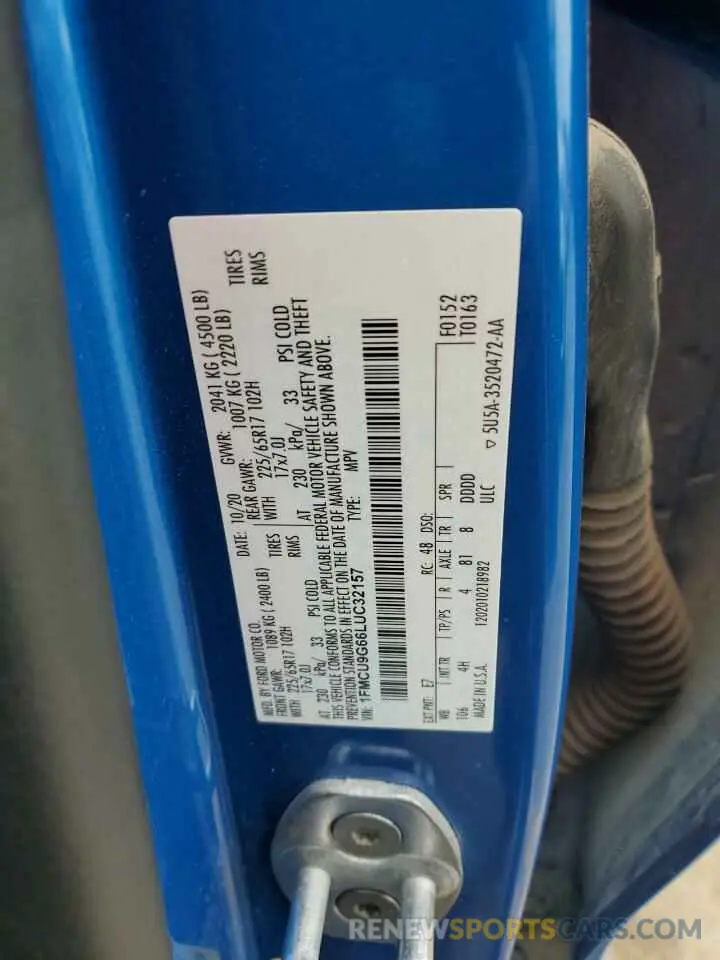 MFD. BY FORD MOTOR CO. DATE: 10/20 GVWR: 2041 KG ( 4500 LB)
FRONT GAWR: 1089 KG ( 2400 LB) REAR GAWR: 1007 KG ( 2220 LB)
WITH 225/65R17 102H TIRES WITH 225/65R17 102H TIRES
17x7.0J RIMS 17x7.0J RIMS
AT 230 kPa/ 33 PSI COLD AT 230 kPa/ 33 PSI COLD
THIS VEHICLE CONFORMS TO ALL APPLICABLE FEDERAL MOTOR VEHICLE SAFETY AND THEFT
PREVENTION STANDARDS IN EFFECT ON THE DATE OF MANUFACTURE SHOWN ABOVE.
VIN: 1FMCU9G66LUC32157 TYPE: MPV
EXT PNT: E7 RC: 48 DSO: F0152
T0163
WB INT TR TP/PS R AXLE TR SPR
106 4H 4 81 8 DDDD
MADE IN U.S.A. 1202010218982 ULC ▽ 5U5A-3520472-AA
RENEWSPORTSCARS.COM